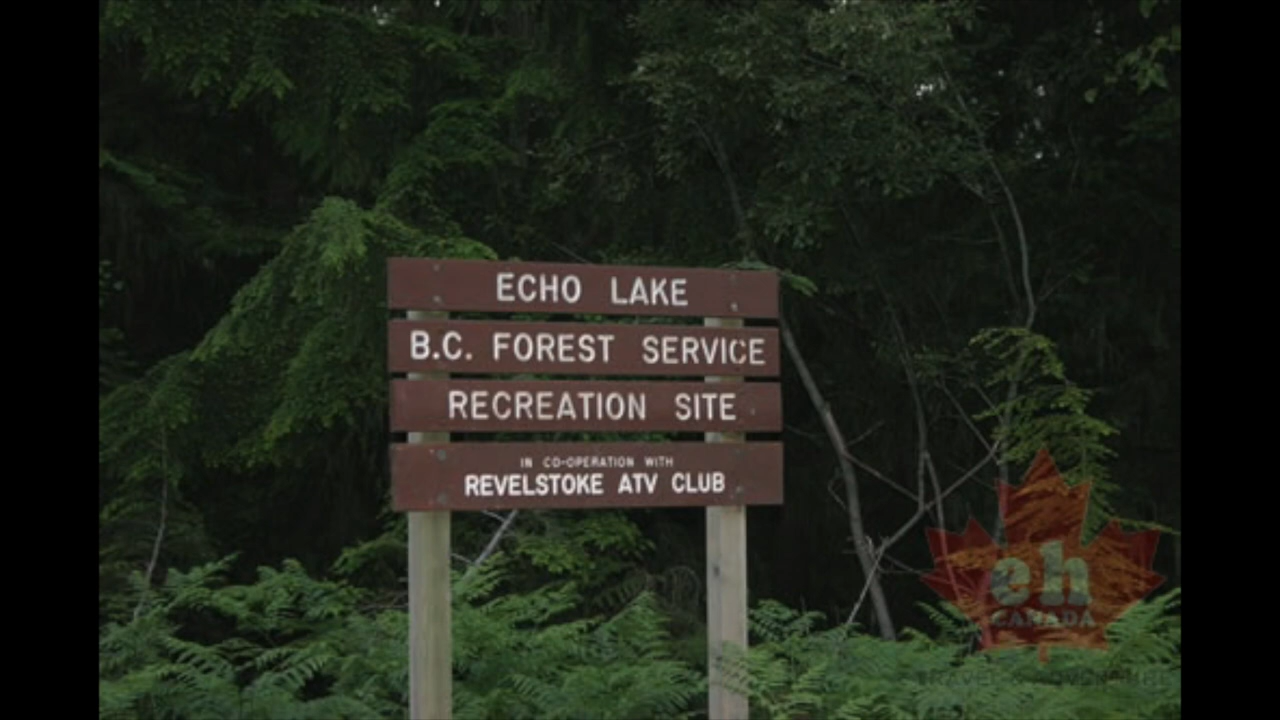 ECHO LAKE
B.C. FOREST SERVICE
RECREATION SITE
IN CO-OPERATION WITH
REVELSTOKE ATV CLUB
eh
CANADA